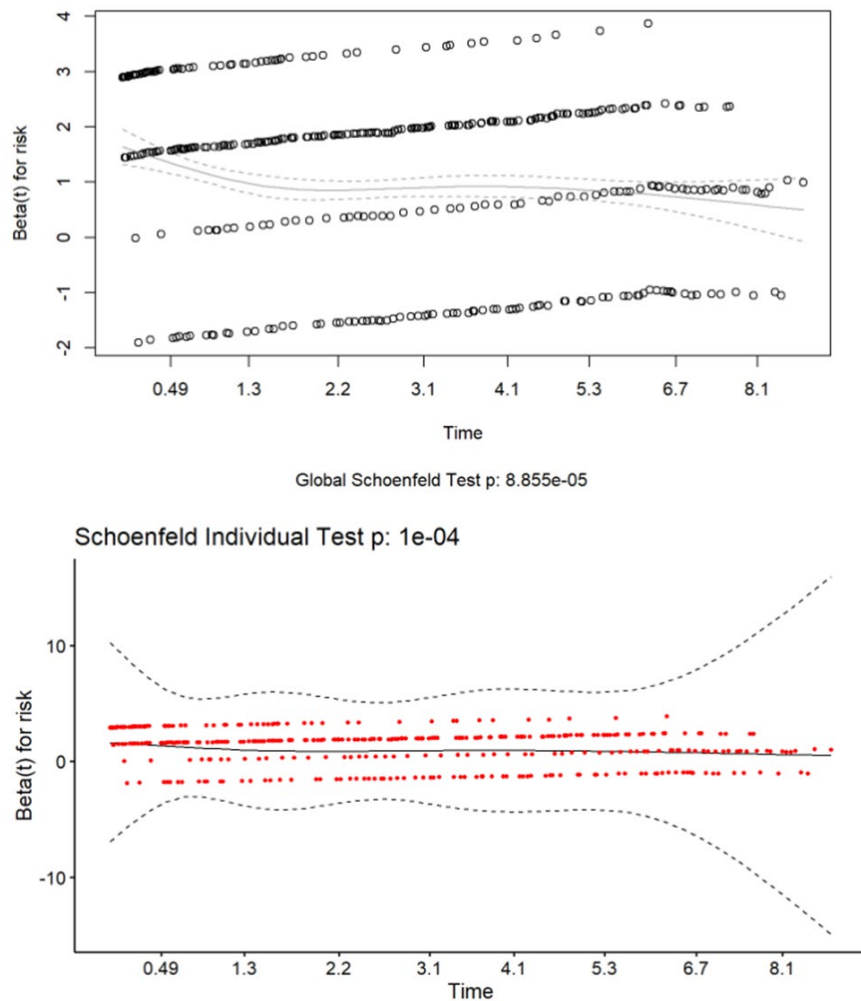 4
3
2
1
0
-1
-2
Beta(t) for risk
0.49 1.3 2.2 3.1 4.1 5.3 6.7 8.1
Time
Global Schoenfeld Test p: 8.855e-05
Schoenfeld Individual Test p: 1e-04
10
0
-10
Beta(t) for risk
0.49 1.3 2.2 3.1 4.1 5.3 6.7 8.1
Time